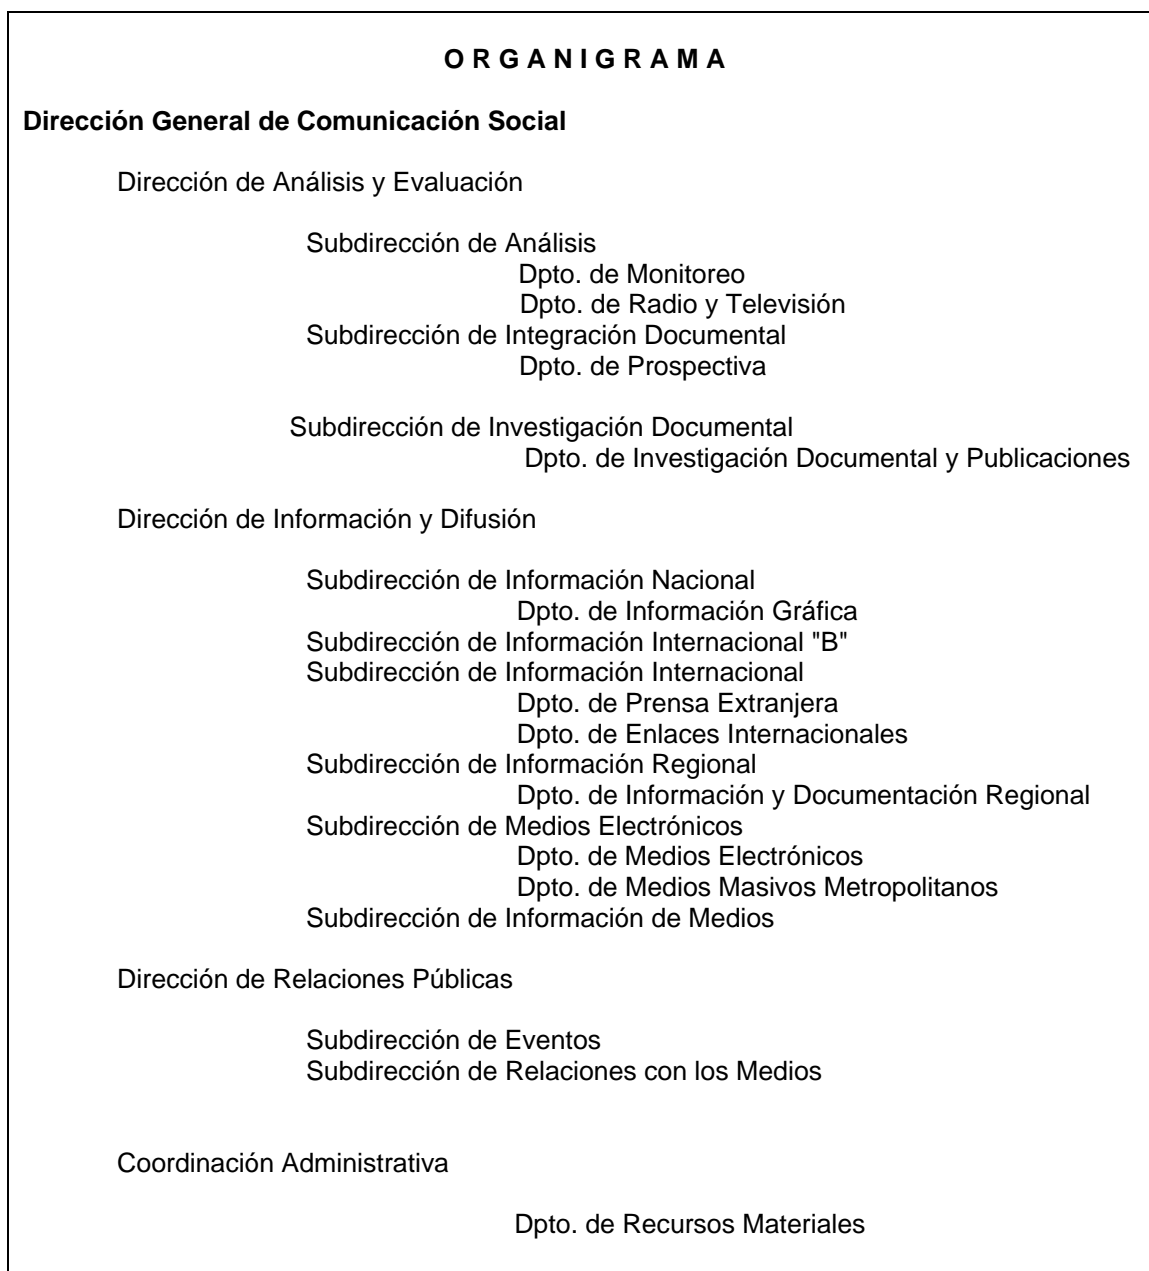 O R G A N I G R A M A
Dirección General de Comunicación Social
Dirección de Análisis y Evaluación
Subdirección de Análisis
Dpto. de Monitoreo
Dpto. de Radio y Televisión
Subdirección de Integración Documental
Dpto. de Prospectiva
Subdirección de Investigación Documental
Dpto. de Investigación Documental y Publicaciones
Dirección de Información y Difusión
Subdirección de Información Nacional
Dpto. de Información Gráfica
Subdirección de Información Internacional "B"
Subdirección de Información Internacional
Dpto. de Prensa Extranjera
Dpto. de Enlaces Internacionales
Subdirección de Información Regional
Dpto. de Información y Documentación Regional
Subdirección de Medios Electrónicos
Dpto. de Medios Electrónicos
Dpto. de Medios Masivos Metropolitanos
Subdirección de Información de Medios
Dirección de Relaciones Públicas
Subdirección de Eventos
Subdirección de Relaciones con los Medios
Coordinación Administrativa
Dpto. de Recursos Materiales